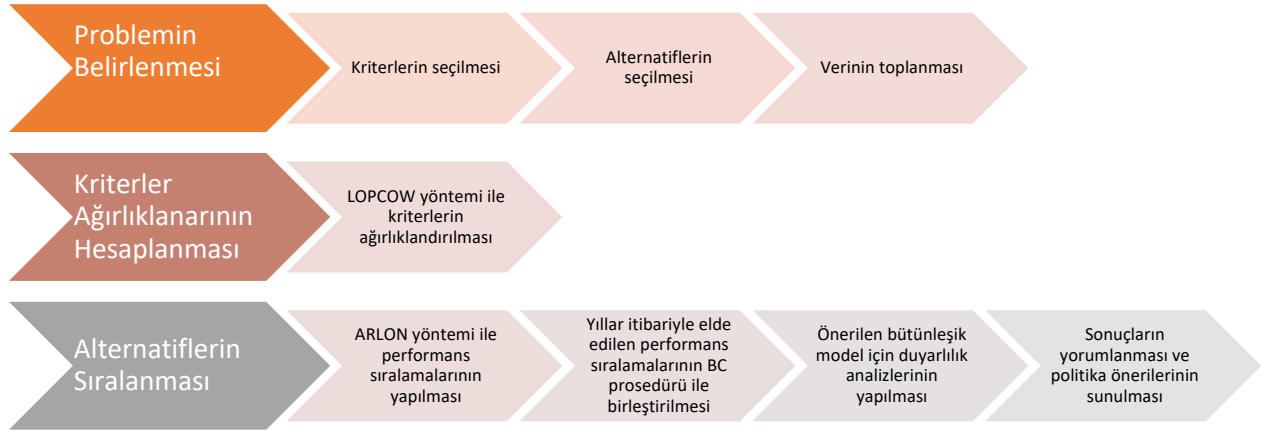 Problemin
Belirlenmesi
Kriterlerin seçilmesi
Alternatiflerin
seçilmesi
Verinin toplanması
Kriterler
Ağırlıklanarının
Hesaplanması
LOPCOW yöntemi ile
kriterlerin
ağırlıklandırılması
Alternatiflerin
Sıralanması
ARLON yöntemi ile
performans
sıralamalarının
yapılması
Yıllar itibariyle elde
edilen performans
sıralamalarının BC
prosedürü ile
birleştirilmesi
Önerilen bütünleşik
model için duyarlılık
analizlerinin
yapılması
Sonuçların
yorumlanması ve
politika önerilerinin
sunulması